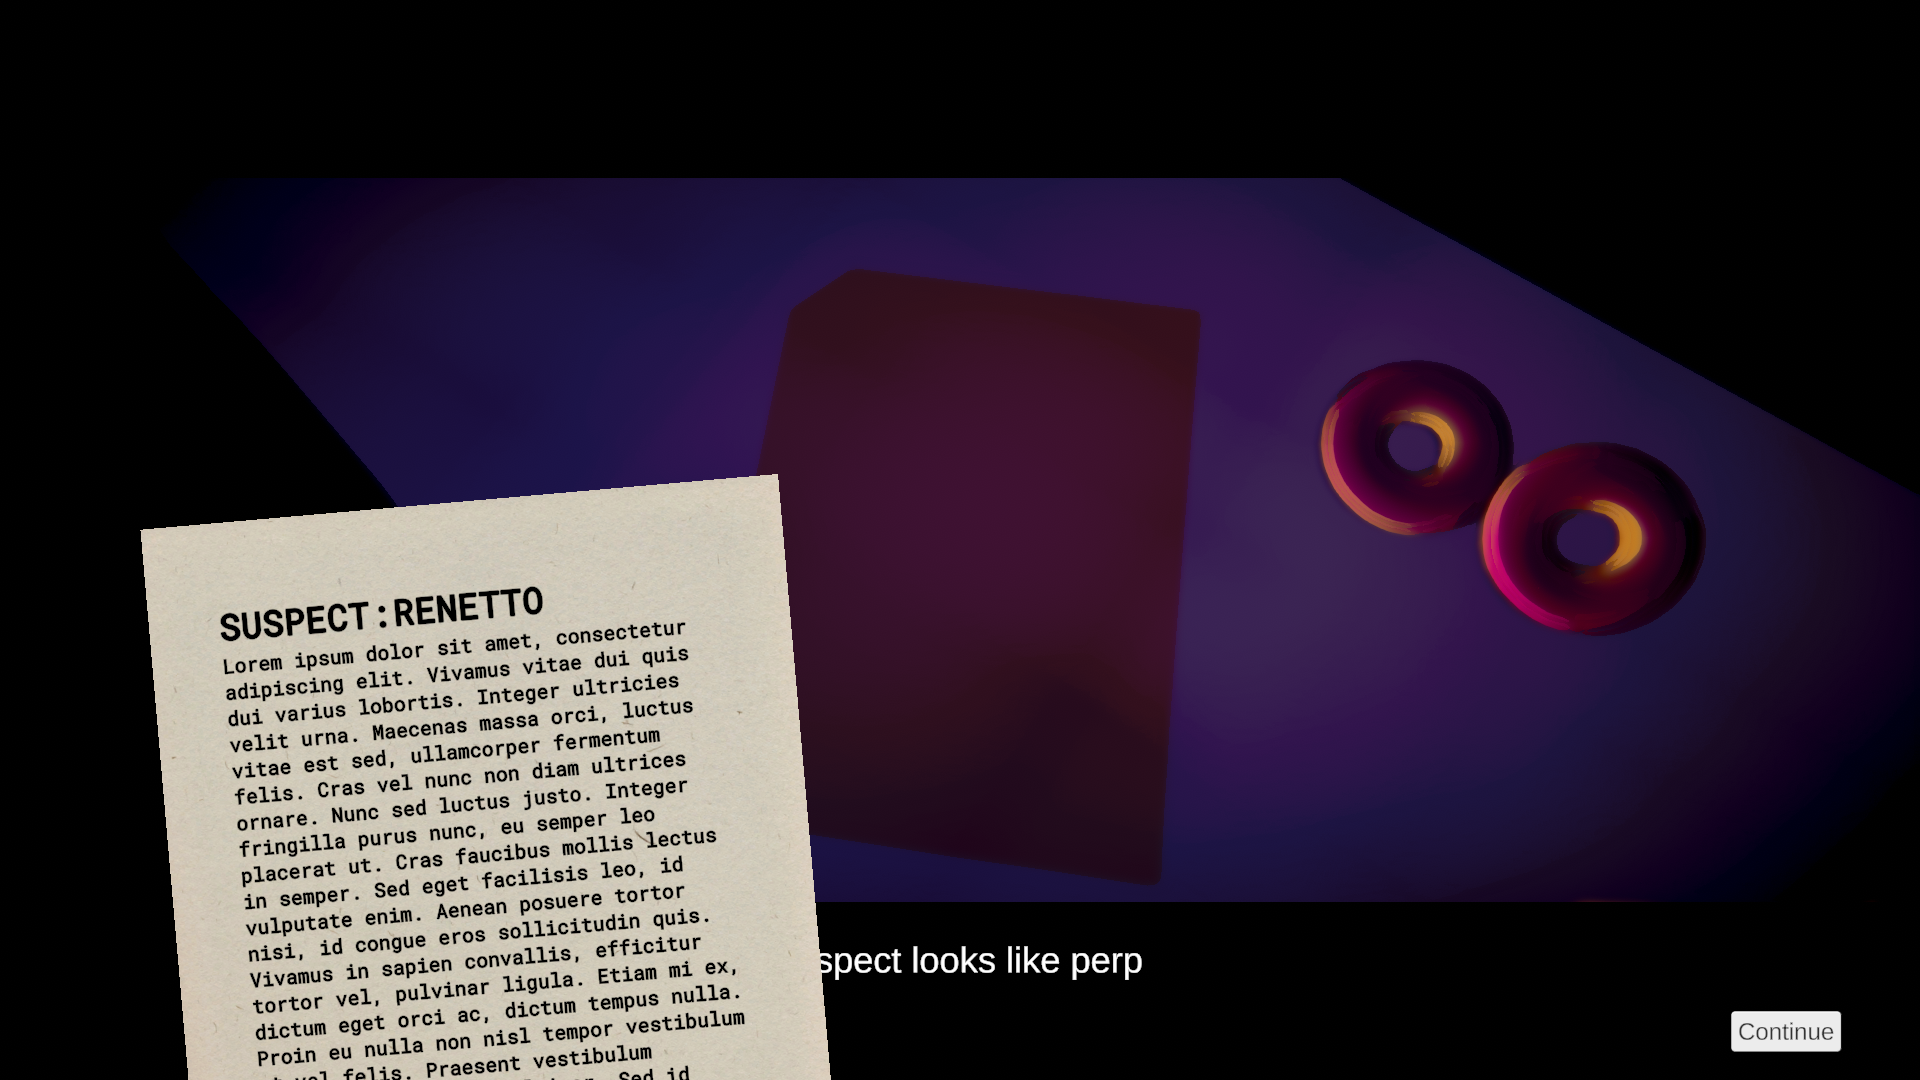 SUSPECT:RENETTO
Lorem ipsum dolor sit amet, consectetur
adipiscing elit. Vivamus vitae dui quis
dui varius lobortis. Integer ultricies
velit urna. Maecenas massa orci, luctus
vitae est sed, ullamcorper fermentum
felis. Cras vel nunc non diam ultrices
ornare. Nunc sed luctus justo. Integer
fringilla purus nunc, eu semper leo
placerat ut. Cras faucibus mollis lectus
in semper. Sed eget facilisis leo, id
vulputate enim. Aenean posuere tortor
nisi, id congue eros sollicitudin quis.
Vivamus in sapien convallis, efficitur
tortor vel, pulvinar ligula. Etiam mi ex,
dictum eget orci ac, dictum tempus nulla.
Proin eu nulla non nisl tempor vestibulum
vel felis. Praesent vestibulum
Sed id
spect looks like perp
Continue